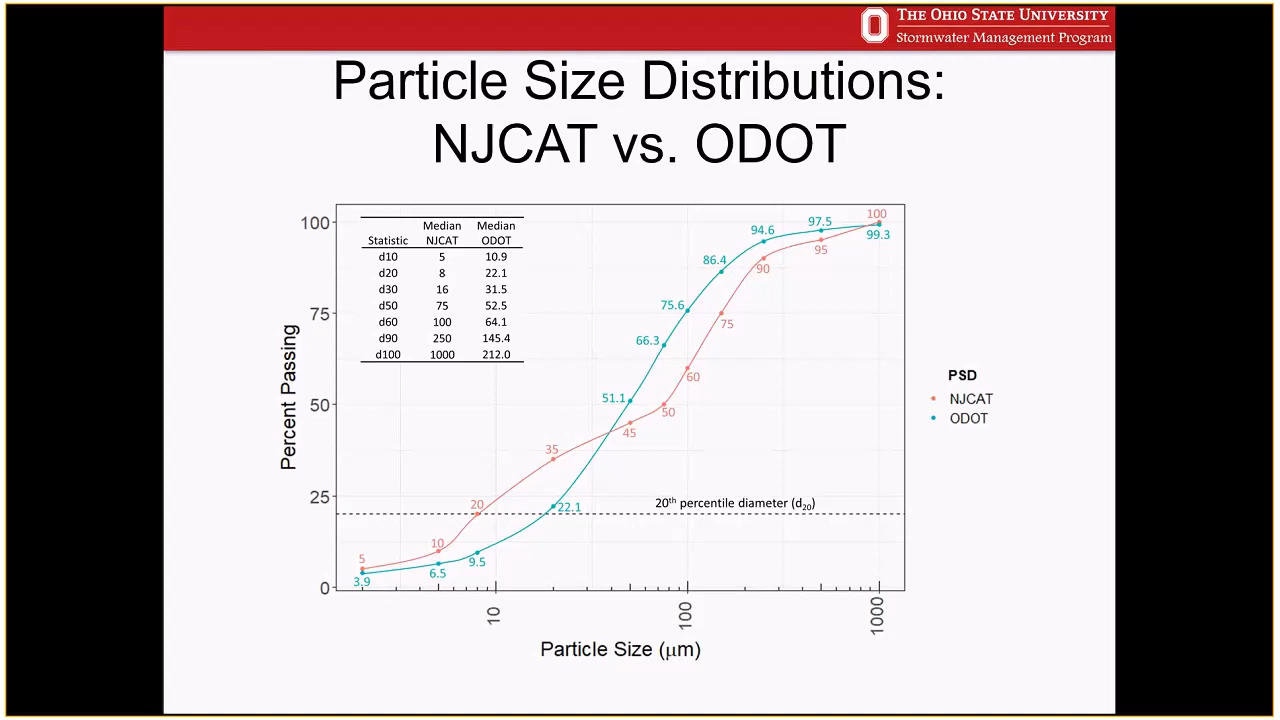 THE OHIO STATE UNIVERSITY
Stormwater Management Program
Particle Size Distributions:
NJCAT vs. ODOT
Statistic Median NJCAT Median ODOT
d10 5 10.9
d20 8 22.1
d30 16 31.5
d50 75 52.5
d60 100 64.1
d90 250 145.4
d100 1000 212.0
Percent Passing
100
75
50
25
0
5
10
20
35
45
50
60
75
90
95
100
3.9
6.5
9.5
22.1
51.1
66.3
75.6
86.4
94.6
97.5
99.3
20th percentile diameter (d20)
10
100
1000
Particle Size (μm)
PSD
NJCAT
ODOT